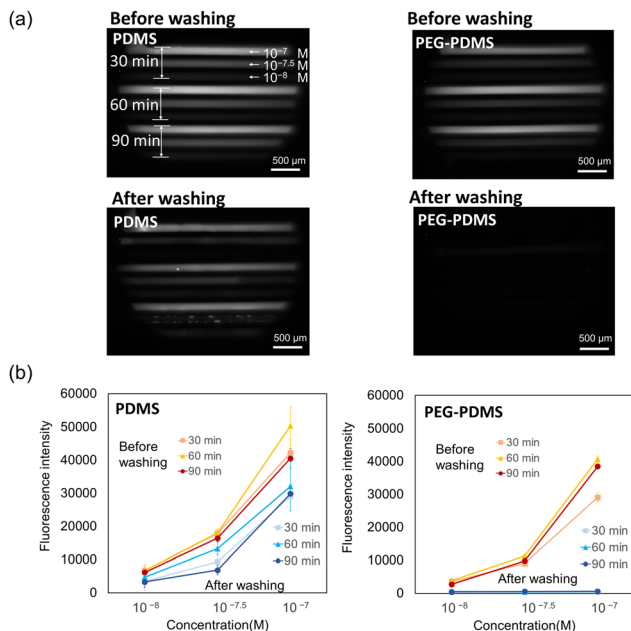 (a)
Before washing
PDMS
30 min
10⁻⁷ M
10⁻⁷·⁵ M
10⁻⁸ M
60 min
90 min
500 µm
Before washing
PEG-PDMS
500 µm
After washing
PDMS
500 µm
After washing
PEG-PDMS
500 µm
(b)
Fluorescence intensity
60000
50000
40000
30000
20000
10000
0
PDMS
Before washing
30 min
60 min
90 min
30 min
60 min
90 min
After washing
10⁻⁸
10⁻⁷·⁵
10⁻⁷
Concentration(M)
Fluorescence intensity
60000
50000
40000
30000
20000
10000
0
PEG-PDMS
Before
washing
30 min
60 min
90 min
30 min
60 min
90 min
After washing
10⁻⁸
10⁻⁷·⁵
10⁻⁷
Concentration(M)